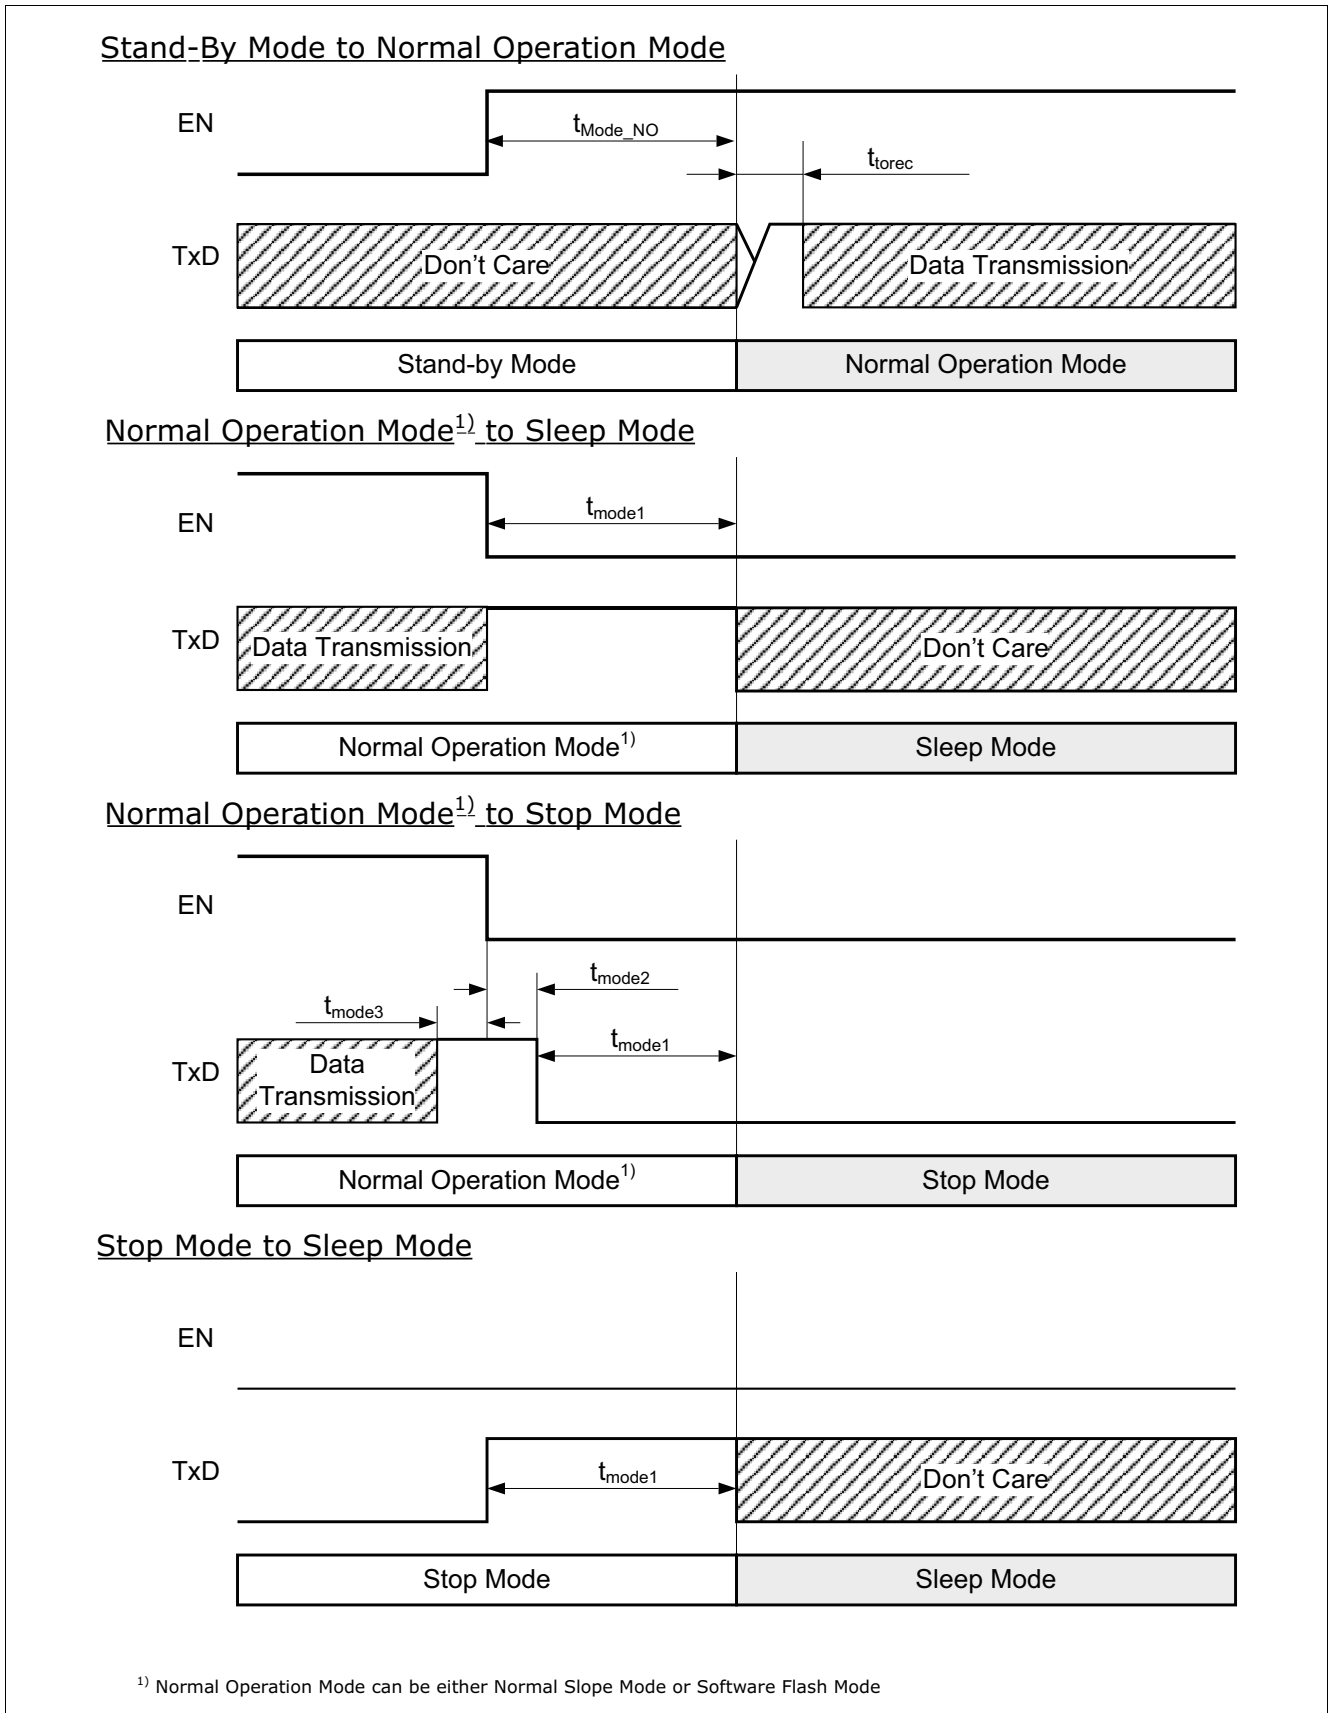 Stand-By Mode to Normal Operation Mode
EN
tMode_NO
ttorec
TxD
Don't Care
Data Transmission
Stand-by Mode
Normal Operation Mode
Normal Operation Mode1) to Sleep Mode
EN
tmode1
TxD
Data Transmission
Don't Care
Normal Operation Mode1)
Sleep Mode
Normal Operation Mode1) to Stop Mode
EN
tmode2
tmode3
tmode1
TxD
Data
Transmission
Normal Operation Mode1)
Stop Mode
Stop Mode to Sleep Mode
EN
TxD
tmode1
Don't Care
Stop Mode
Sleep Mode
1) Normal Operation Mode can be either Normal Slope Mode or Software Flash Mode